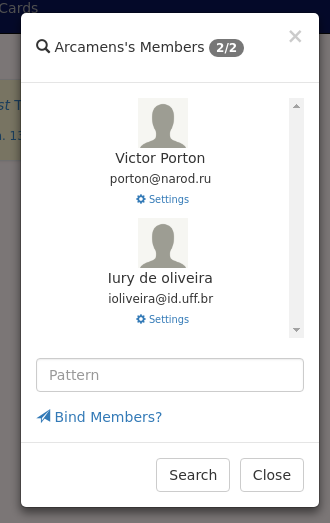 Cards
Arcamens's Members 2/2
×
st T
. 13
Victor Porton
porton@narod.ru
Settings
Iury de oliveira
ioliveira@id.uff.br
Settings
Pattern
Bind Members?
Search
Close